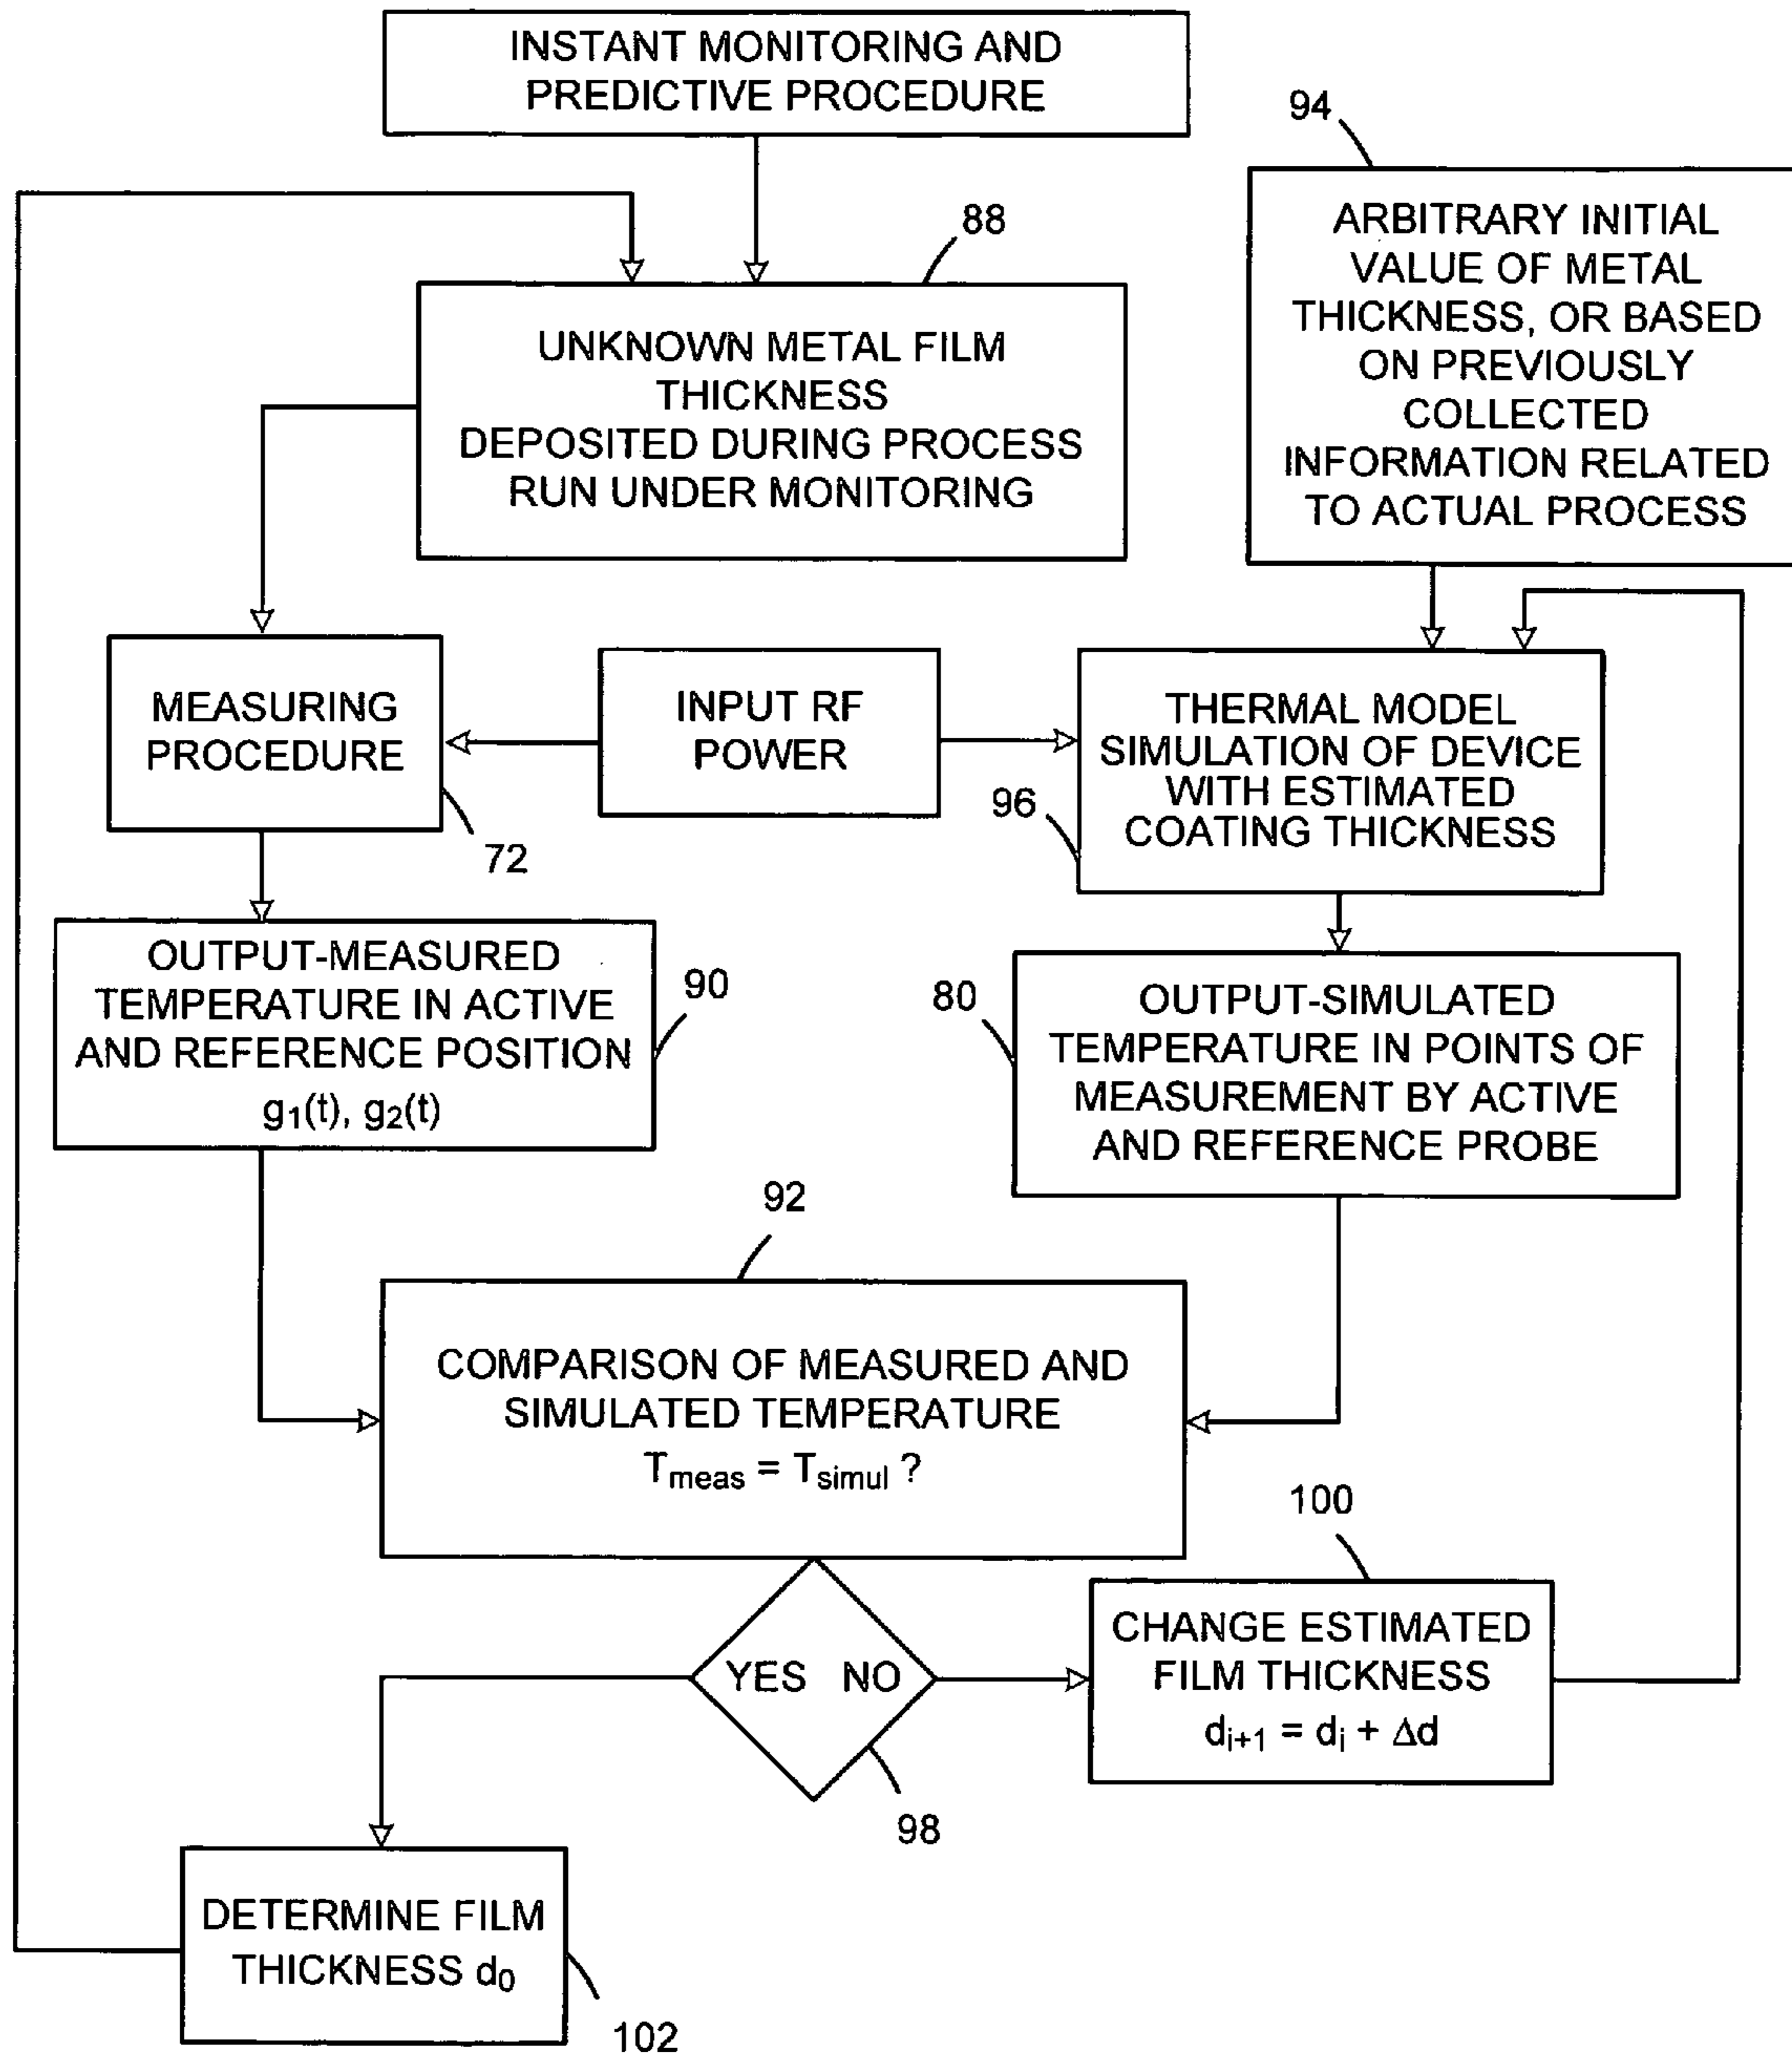 INSTANT MONITORING AND
PREDICTIVE PROCEDURE
94
ARBITRARY INITIAL
VALUE OF METAL
THICKNESS, OR BASED
ON PREVIOUSLY
COLLECTED
INFORMATION RELATED
TO ACTUAL PROCESS
88
UNKNOWN METAL FILM
THICKNESS
DEPOSITED DURING PROCESS
RUN UNDER MONITORING
MEASURING
PROCEDURE
72
INPUT RF
POWER
THERMAL MODEL
SIMULATION OF DEVICE
WITH ESTIMATED
COATING THICKNESS
96
OUTPUT-MEASURED
TEMPERATURE IN ACTIVE
AND REFERENCE POSITION
g₁(t), g₂(t)
90
80
OUTPUT-SIMULATED
TEMPERATURE IN POINTS OF
MEASUREMENT BY ACTIVE
AND REFERENCE PROBE
92
COMPARISON OF MEASURED AND
SIMULATED TEMPERATURE
Tmeas = Tsimul ?
YES NO
98
100
CHANGE ESTIMATED
FILM THICKNESS
dᵢ₊₁ = dᵢ + Δd
DETERMINE FILM
THICKNESS d₀
102